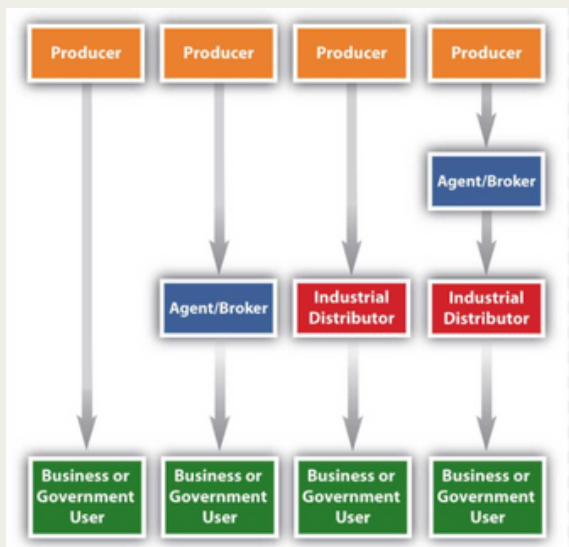 Producer
Producer
Producer
Producer
Agent/Broker
Agent/Broker
Industrial
Distributor
Industrial
Distributor
Business or
Government
User
Business or
Government
User
Business or
Government
User
Business or
Government
User